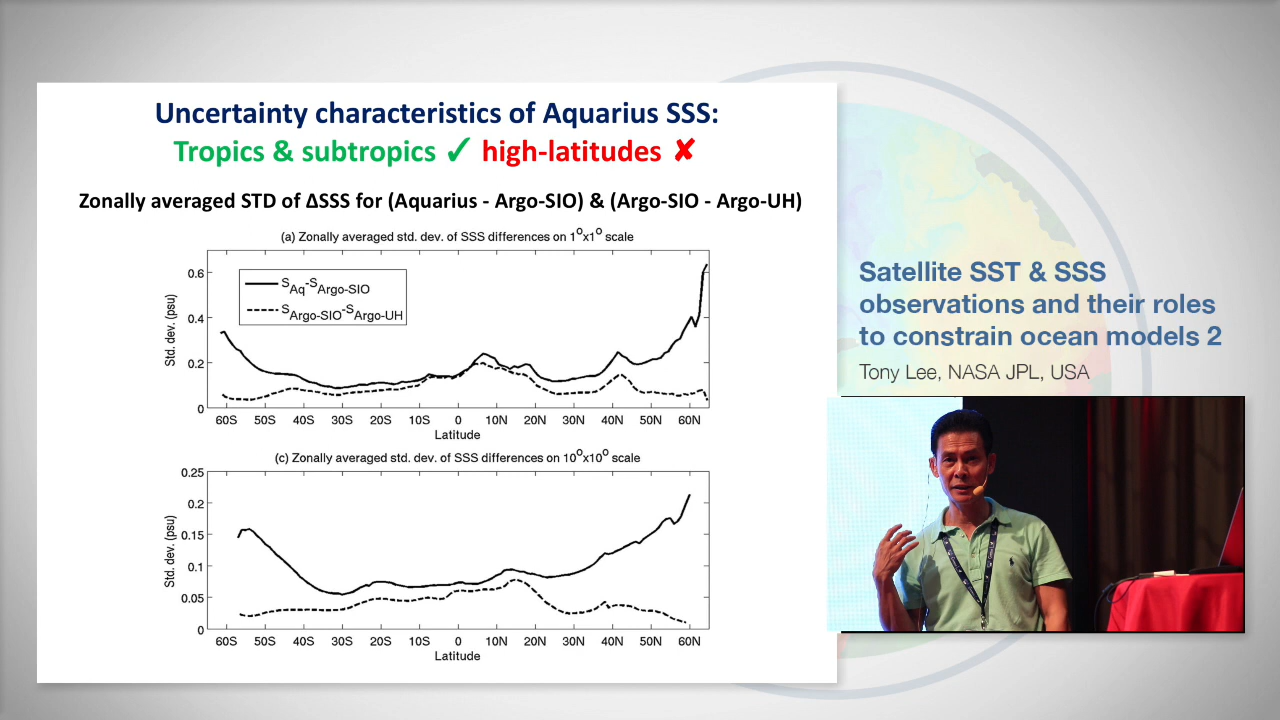 Uncertainty characteristics of Aquarius SSS:
Tropics & subtropics ✓ high-latitudes ✘
Zonally averaged STD of ΔSSS for (Aquarius - Argo-SIO) & (Argo-SIO - Argo-UH)
(a) Zonally averaged std. dev. of SSS differences on 1°x1° scale
Std. dev. (psu)
0.6
0.4
0.2
0
S_Aq-S_Argo-SIO
S_Argo-SIO-S_Argo-UH
60S 50S 40S 30S 20S 10S 0 10N 20N 30N 40N 50N 60N
Latitude
(c) Zonally averaged std. dev. of SSS differences on 10°x10° scale
Std. dev. (psu)
0.25
0.2
0.15
0.1
0.05
0
60S 50S 40S 30S 20S 10S 0 10N 20N 30N 40N 50N 60N
Latitude
Satellite SST & SSS
observations and their roles
to constrain ocean models 2
Tony Lee, NASA JPL, USA